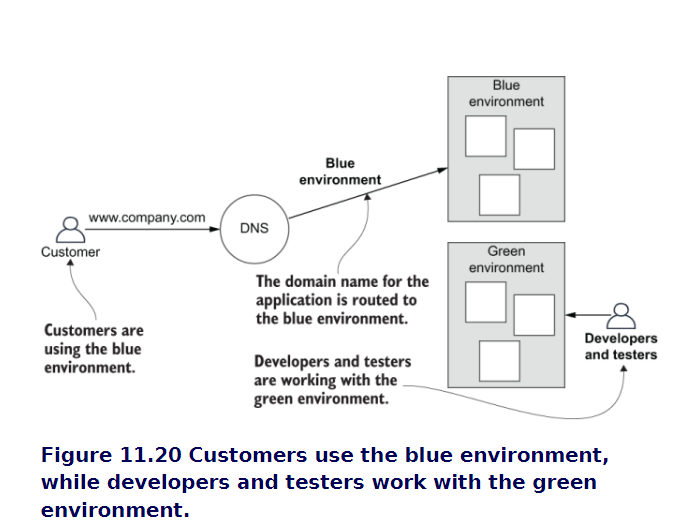 Blue
environment
Blue
environment
www.company.com
DNS
Customer
Green
environment
The domain name for the
application is routed to
the blue environment.
Customers are
using the blue
environment.
Developers
and testers
Developers and testers
are working with the
green environment.
Figure 11.20 Customers use the blue environment,
while developers and testers work with the green
environment.